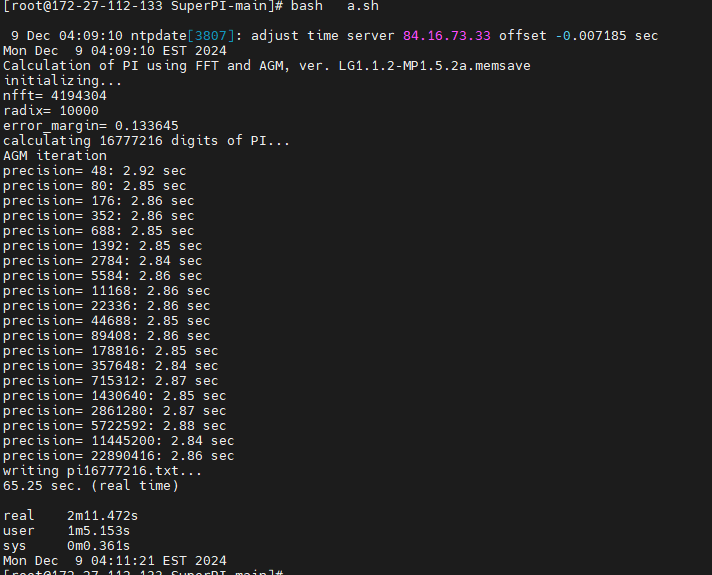 [root@172-27-112-133 SuperPI-main]# bash   a.sh
 9 Dec 04:09:10 ntpdate[3807]: adjust time server 84.16.73.33 offset -0.007185 sec
Mon Dec  9 04:09:10 EST 2024
Calculation of PI using FFT and AGM, ver. LG1.1.2-MP1.5.2a.memsave
initializing...
nfft= 4194304
radix= 10000
error_margin= 0.133645
calculating 16777216 digits of PI...
AGM iteration
precision= 48: 2.92 sec
precision= 80: 2.85 sec
precision= 176: 2.86 sec
precision= 352: 2.86 sec
precision= 688: 2.85 sec
precision= 1392: 2.85 sec
precision= 2784: 2.84 sec
precision= 5584: 2.86 sec
precision= 11168: 2.86 sec
precision= 22336: 2.86 sec
precision= 44688: 2.85 sec
precision= 89408: 2.86 sec
precision= 178816: 2.85 sec
precision= 357648: 2.84 sec
precision= 715312: 2.87 sec
precision= 1430640: 2.85 sec
precision= 2861280: 2.87 sec
precision= 5722592: 2.88 sec
precision= 11445200: 2.84 sec
precision= 22890416: 2.86 sec
writing pi16777216.txt...
65.25 sec. (real time)
real    2m11.472s
user    1m5.153s
sys     0m0.361s
Mon Dec  9 04:11:21 EST 2024
[root@172-27-112-133 SuperPI-main]#